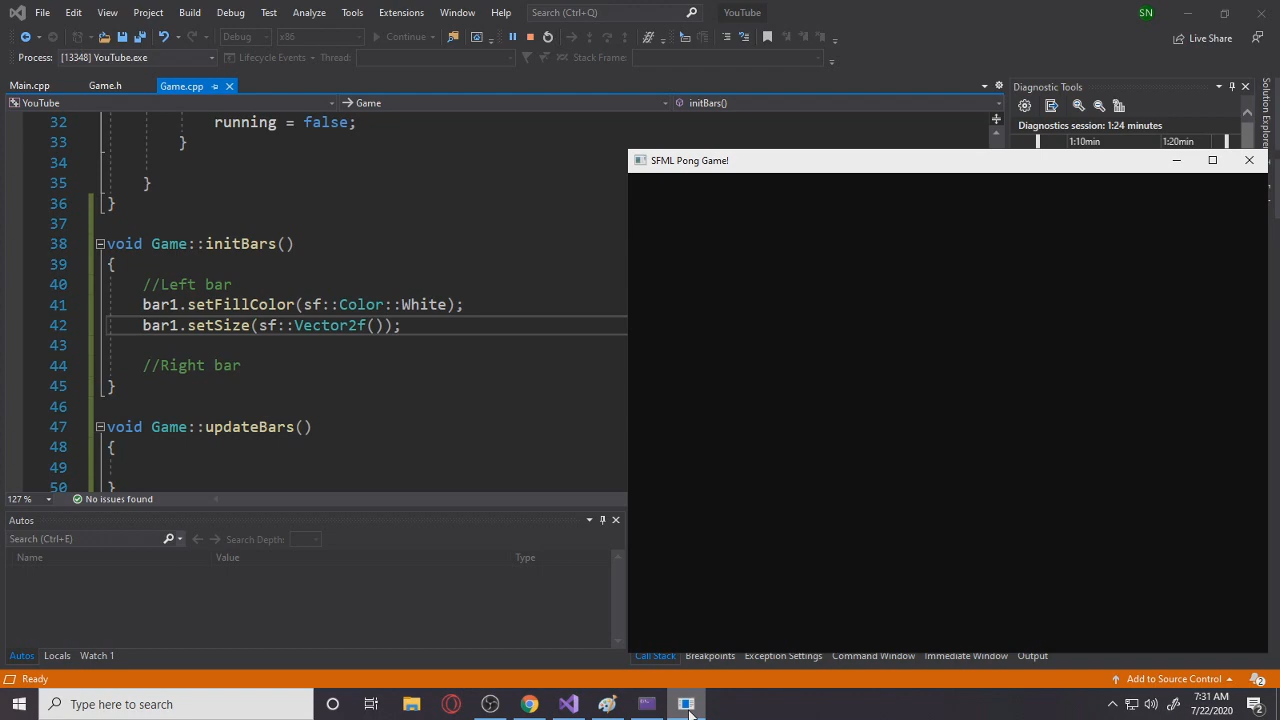 File Edit View Project Build Debug Test Analyze Tools Extensions Window Help Search (Ctrl+Q) YouTube SN
Debug x86 Continue Live Share
Process: [13348] YouTube.exe Lifecycle Events Thread: Stack Frame:
Main.cpp Game.h Game.cpp Diagnostic Tools
YouTube Game initBars()
Diagnostics session: 1:24 minutes
1:10min 1:20min
Solution Explorer
32 running = false;
33 }
34
35 }
36 }
37
38 void Game::initBars()
39 {
40 //Left bar
41 bar1.setFillColor(sf::Color::White);
42 bar1.setSize(sf::Vector2f());
43
44 //Right bar
45 }
46
47 void Game::updateBars()
48 {
49
50 }
SFML Pong Game!
127 % No issues found
Autos
Search (Ctrl+E) Search Depth:
Name Value Type
Autos Locals Watch 1 Call Stack Breakpoints Exception Settings Command Window Immediate Window Output
Ready Add to Source Control 2
Type here to search 7:31 AM
7/22/2020 2